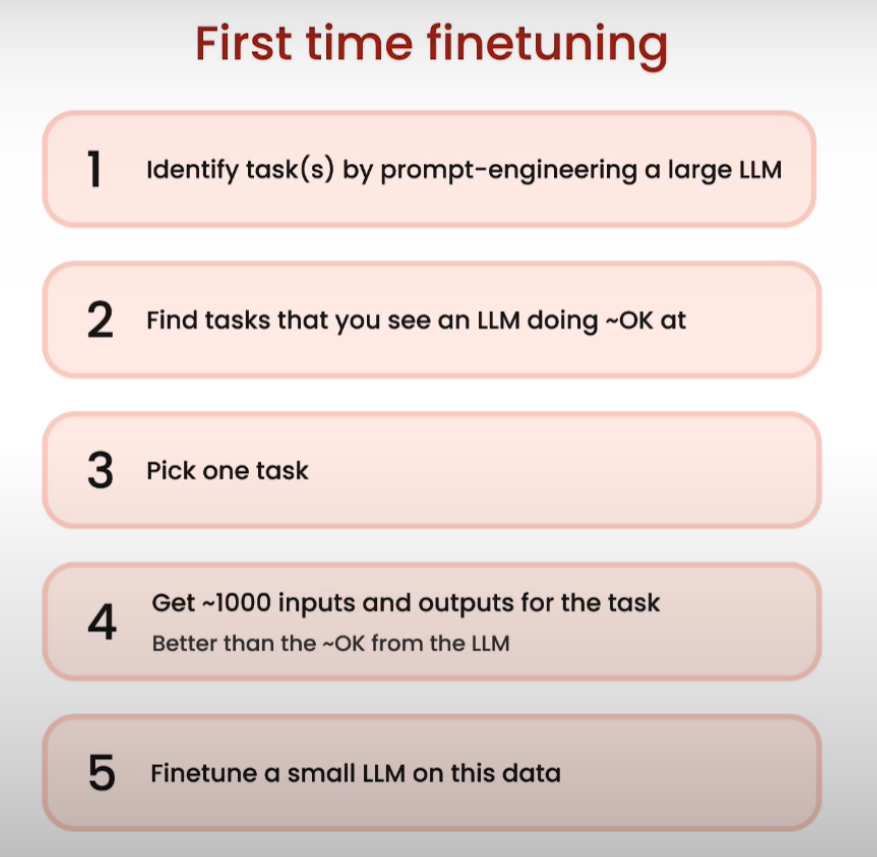 First time finetuning
1 Identify task(s) by prompt-engineering a large LLM
2 Find tasks that you see an LLM doing ~OK at
3 Pick one task
4 Get ~1000 inputs and outputs for the task
Better than the ~OK from the LLM
5 Finetune a small LLM on this data